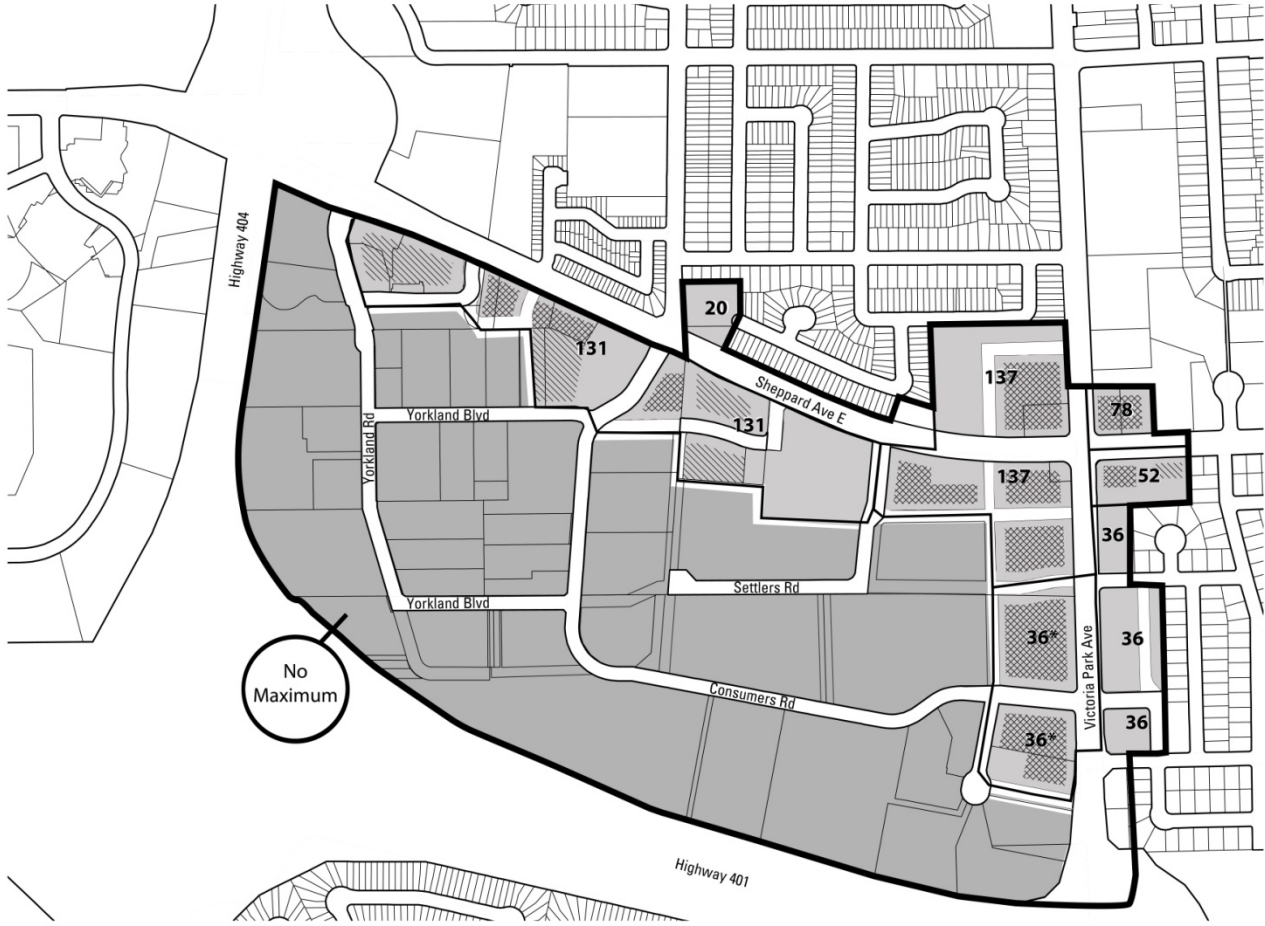 Highway 404
20
131
137
Sheppard Ave E
78
Yorkland Blvd
131
Yorkland Rd
137
52
36
Settlers Rd
Yorkland Blvd
36*
36
Victoria Park Ave
No
Maximum
Consumers Rd
36*
36
Highway 401